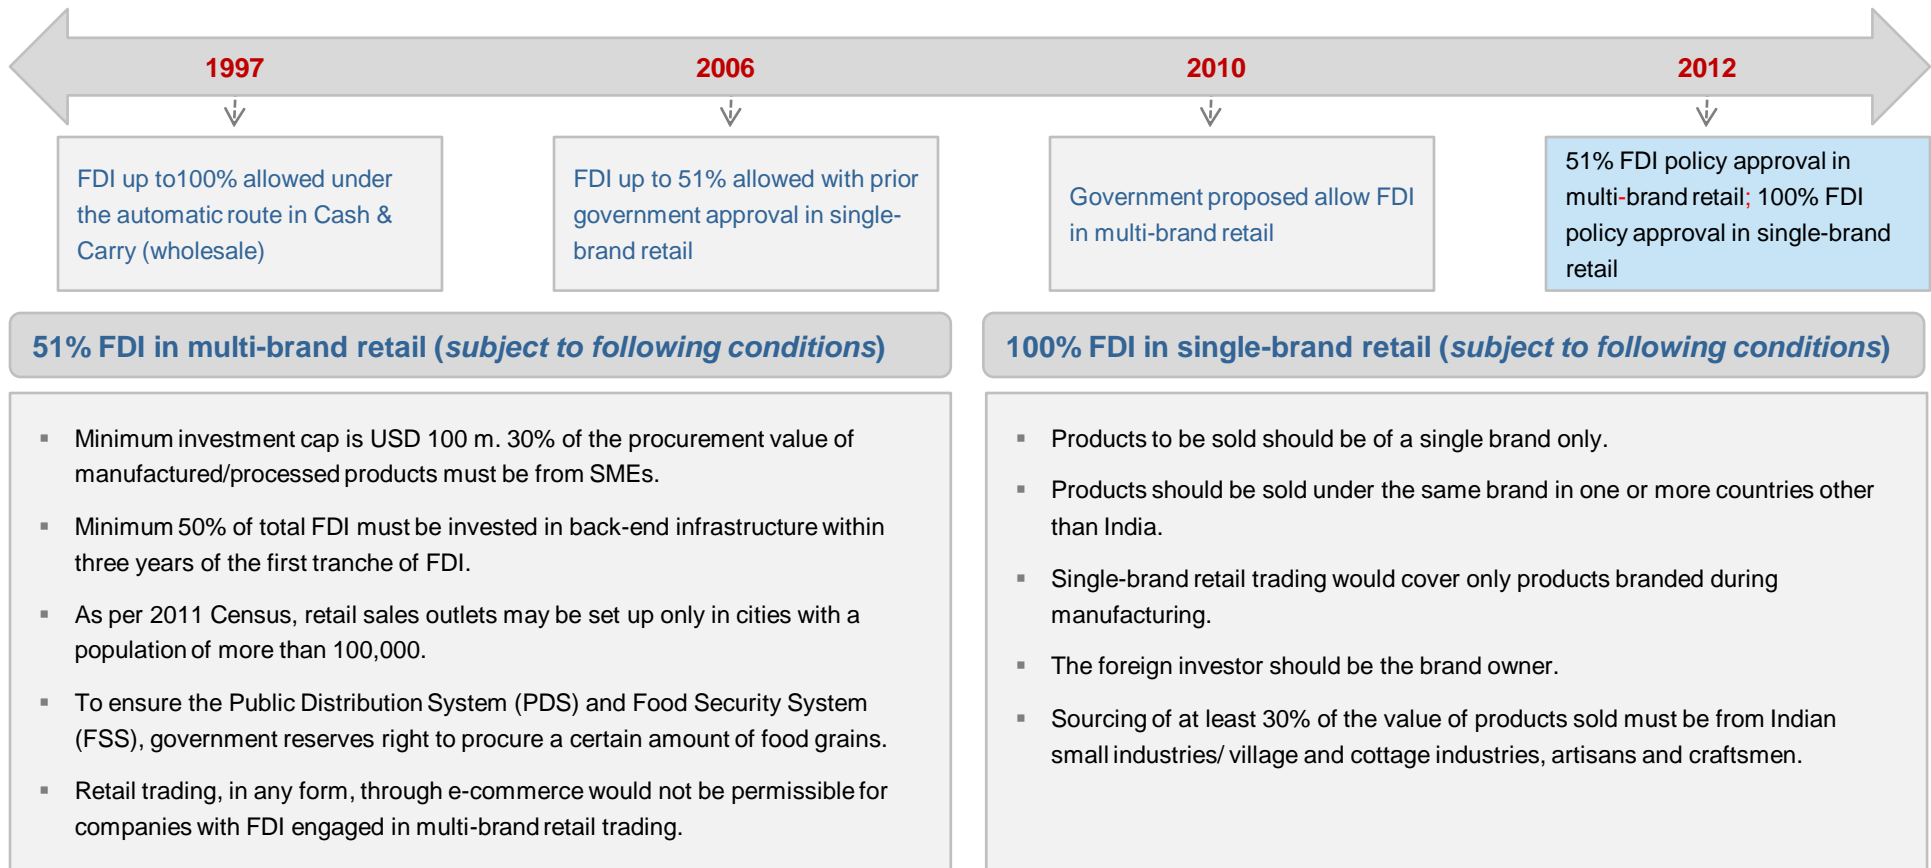 1997
2006
2010
2012
FDI up to100% allowed under
the automatic route in Cash &
Carry (wholesale)
FDI up to 51% allowed with prior
government approval in single-
brand retail
Government proposed allow FDI
in multi-brand retail
51% FDI policy approval in
multi-brand retail; 100% FDI
policy approval in single-brand
retail
51% FDI in multi-brand retail (subject to following conditions)
▪ Minimum investment cap is USD 100 m. 30% of the procurement value of
manufactured/processed products must be from SMEs.
▪ Minimum 50% of total FDI must be invested in back-end infrastructure within
three years of the first tranche of FDI.
▪ As per 2011 Census, retail sales outlets may be set up only in cities with a
population of more than 100,000.
▪ To ensure the Public Distribution System (PDS) and Food Security System
(FSS), government reserves right to procure a certain amount of food grains.
▪ Retail trading, in any form, through e-commerce would not be permissible for
companies with FDI engaged in multi-brand retail trading.
100% FDI in single-brand retail (subject to following conditions)
▪ Products to be sold should be of a single brand only.
▪ Products should be sold under the same brand in one or more countries other
than India.
▪ Single-brand retail trading would cover only products branded during
manufacturing.
▪ The foreign investor should be the brand owner.
▪ Sourcing of at least 30% of the value of products sold must be from Indian
small industries/ village and cottage industries, artisans and craftsmen.